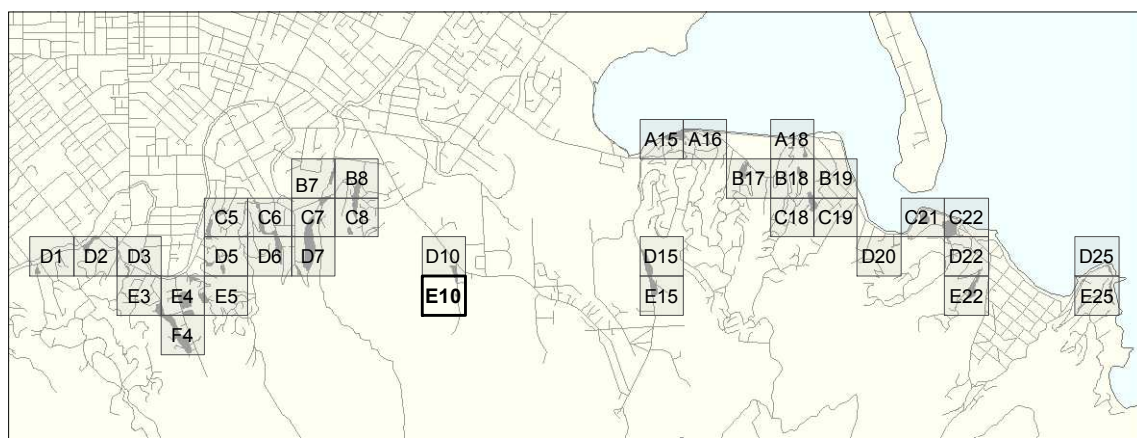 A15 A16 A18
B7 B8 B17 B18 B19
C5 C6 C7 C8 C18 C19 C21 C22
D1 D2 D3 D5 D6 D7 D10 D15 D20 D22 D25
E3 E4 E5 E10 E15 E22 E25
F4